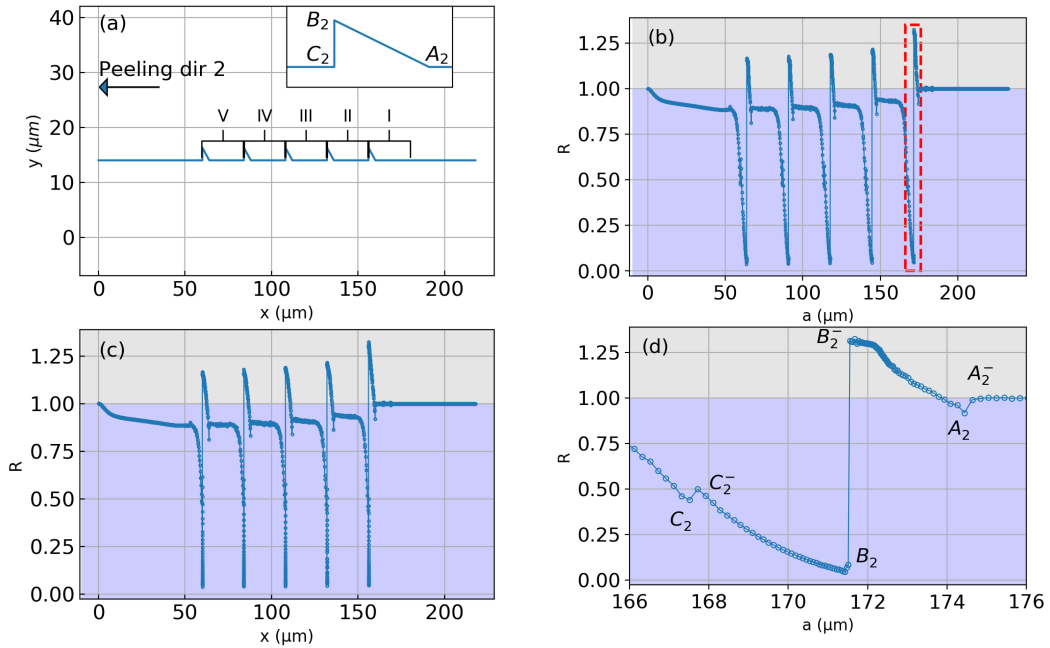 (a)
40
30
20
10
0
y (μm)
Peeling dir 2
V IV III II I
B₂
C₂
A₂
0 50 100 150 200
x (μm)
(b)
1.25
1.00
0.75
0.50
0.25
0.00
R
0 50 100 150 200
a (μm)
(c)
1.25
1.00
0.75
0.50
0.25
0.00
R
0 50 100 150 200
x (μm)
(d)
1.25
1.00
0.75
0.50
0.25
0.00
R
B₂⁻
A₂⁻
A₂
C₂⁻
C₂
B₂
166 168 170 172 174 176
a (μm)